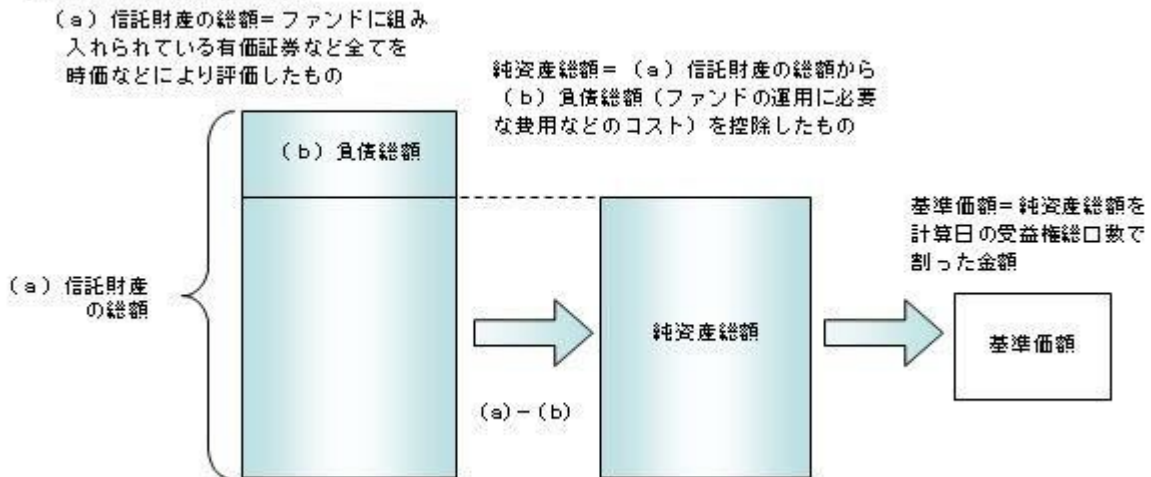 (a)信託財産の総額=ファンドに組み
入れられている有価証券など全てを
時価などにより評価したもの
純資産総額=(a)信託財産の総額から
(b)負債総額(ファンドの運用に必要
な費用などのコスト)を控除したもの
(b)負債総額
基準価額=純資産総額を
計算日の受益権総口数で
割った金額
(a)信託財産
の総額
純資産総額
基準価額
(a)-(b)